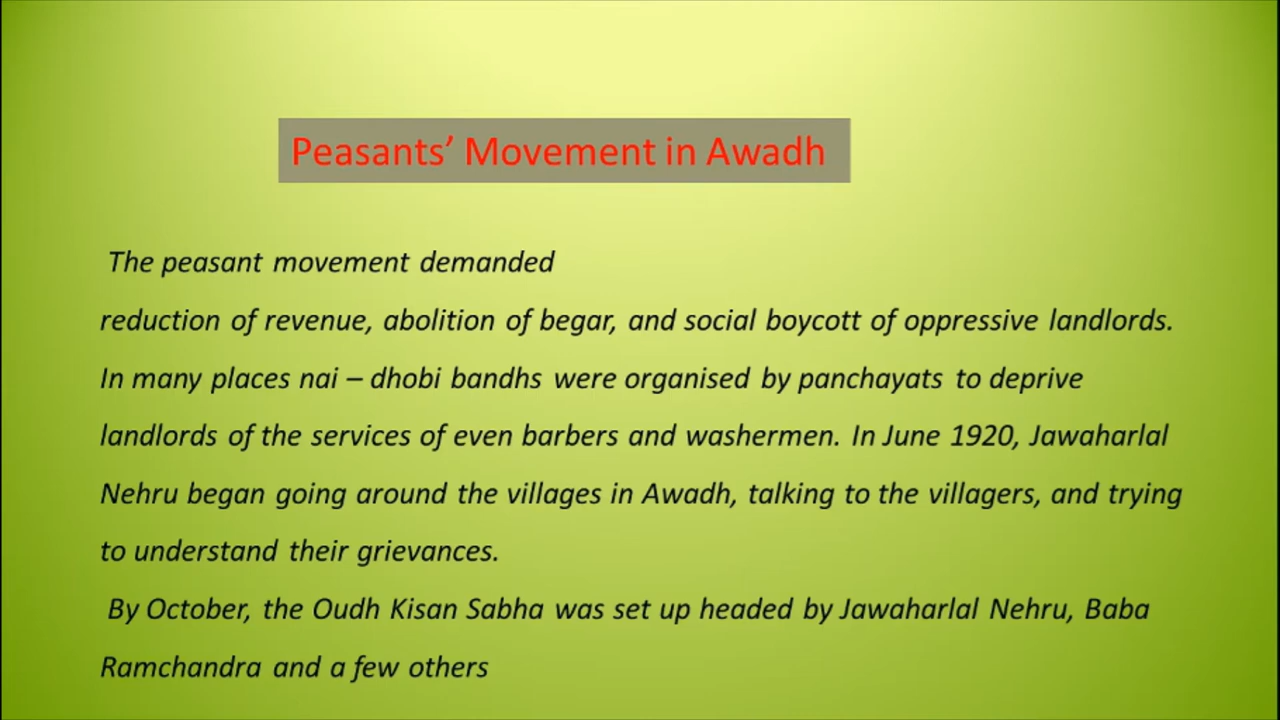 Peasants’ Movement in Awadh
The peasant movement demanded
reduction of revenue, abolition of begar, and social boycott of oppressive landlords.
In many places nai – dhobi bandhs were organised by panchayats to deprive
landlords of the services of even barbers and washermen. In June 1920, Jawaharlal
Nehru began going around the villages in Awadh, talking to the villagers, and trying
to understand their grievances.
By October, the Oudh Kisan Sabha was set up headed by Jawaharlal Nehru, Baba
Ramchandra and a few others